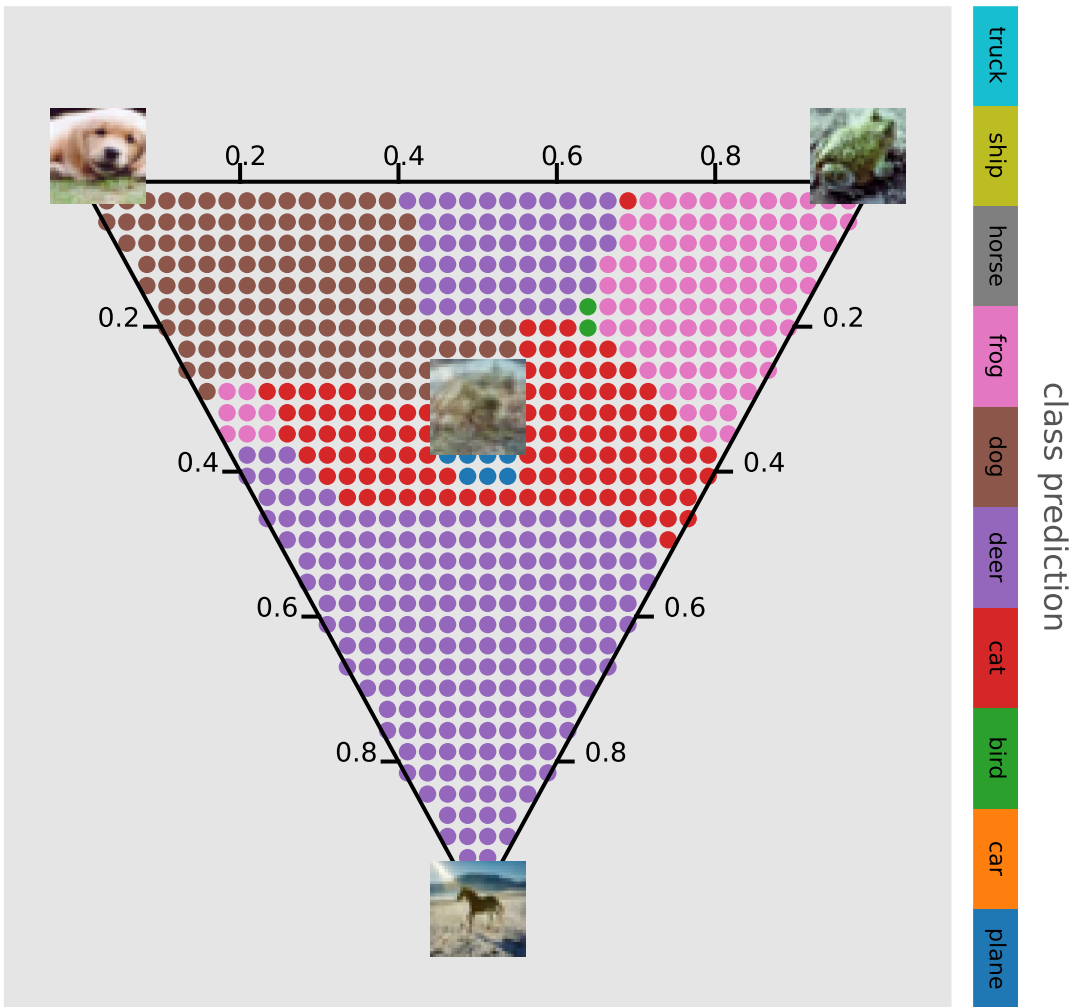 0.2 0.4 0.6 0.8
0.2 0.2
0.4 0.4
0.6 0.6
0.8 0.8
truck
ship
horse
frog
dog
deer
cat
bird
car
plane
class prediction